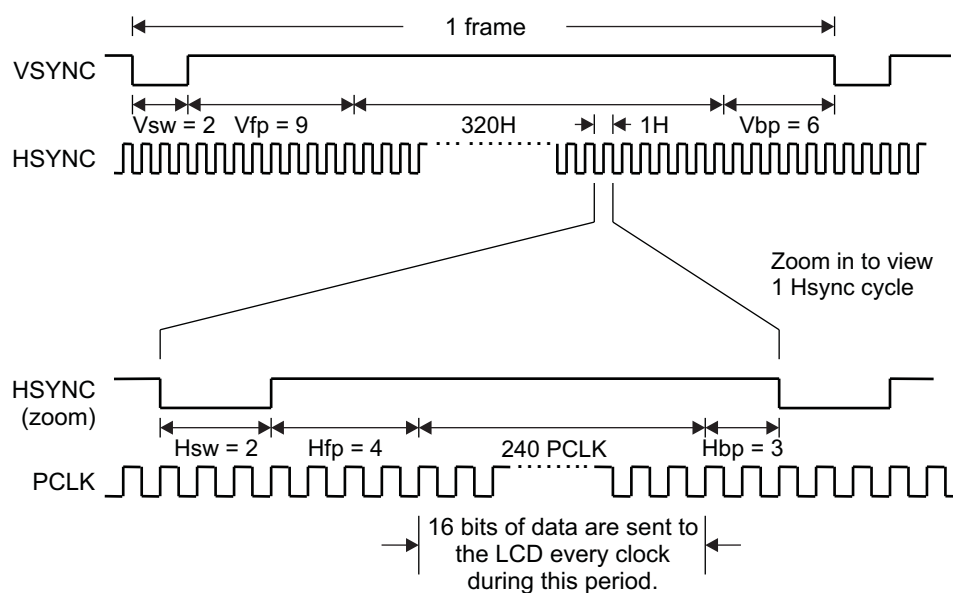 1 frame
VSYNC
Vsw = 2
Vfp = 9
320H
1H
Vbp = 6
HSYNC
Zoom in to view
1 Hsync cycle
HSYNC
(zoom)
Hsw = 2
Hfp = 4
240 PCLK
Hbp = 3
PCLK
16 bits of data are sent to
the LCD every clock
during this period.